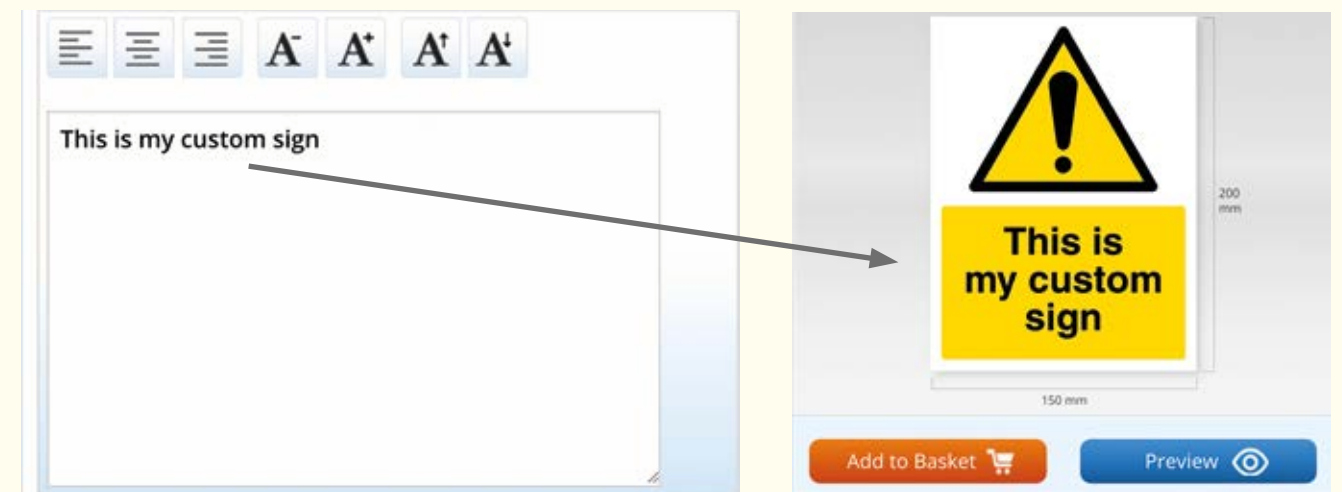 A- A+ A↑ A↓
This is my custom sign
This is
my custom
sign
200
mm
150 mm
Add to Basket
Preview